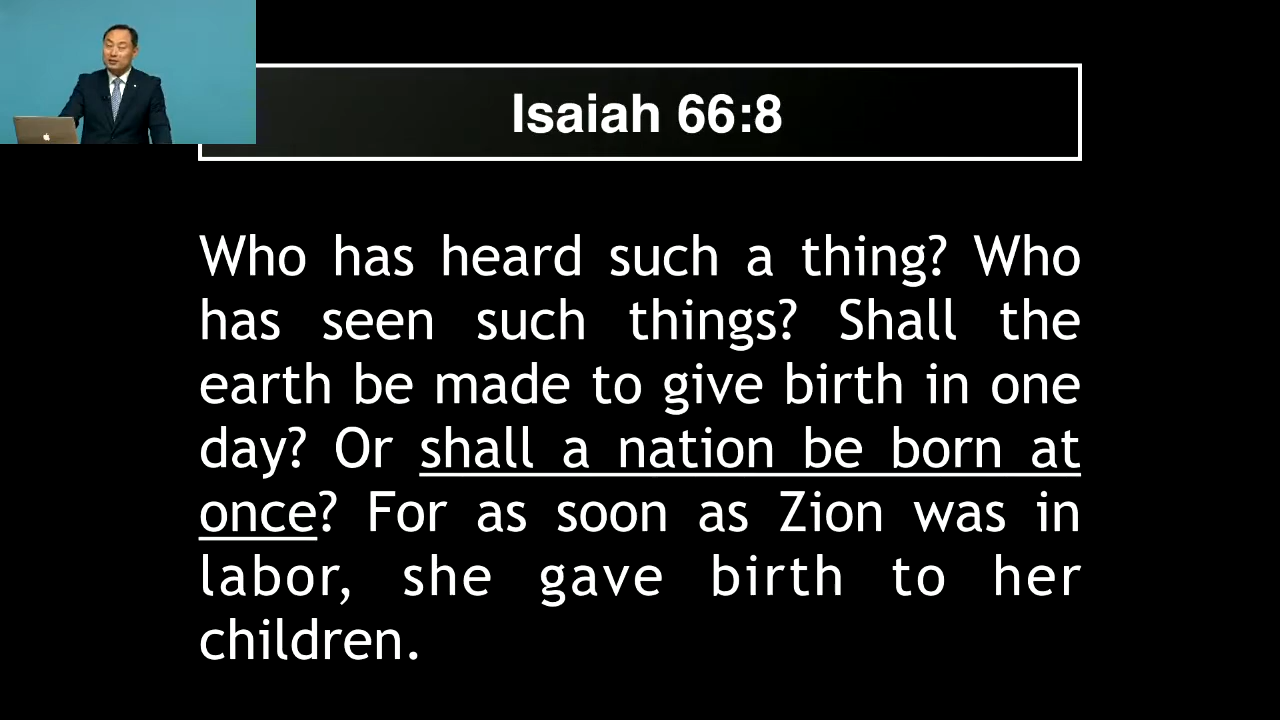 Isaiah 66:8
Who has heard such a thing? Who
has seen such things? Shall the
earth be made to give birth in one
day? Or shall a nation be born at
once? For as soon as Zion was in
labor, she gave birth to her
children.